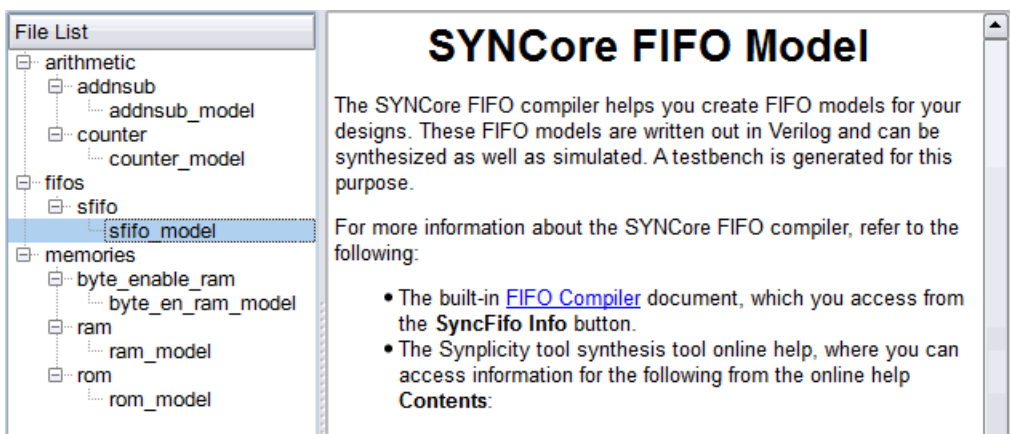 File List
arithmetic
addnsub
addnsub_model
counter
counter_model
fifos
sfifo
sfifo_model
memories
byte_enable_ram
byte_en_ram_model
ram
ram_model
rom
rom_model
SYNCore FIFO Model
The SYNCore FIFO compiler helps you create FIFO models for your
designs. These FIFO models are written out in Verilog and can be
synthesized as well as simulated. A testbench is generated for this
purpose.
For more information about the SYNCore FIFO compiler, refer to the
following:
• The built-in FIFO Compiler document, which you access from
the SyncFifo Info button.
• The Synplicity tool synthesis tool online help, where you can
access information for the following from the online help
Contents: